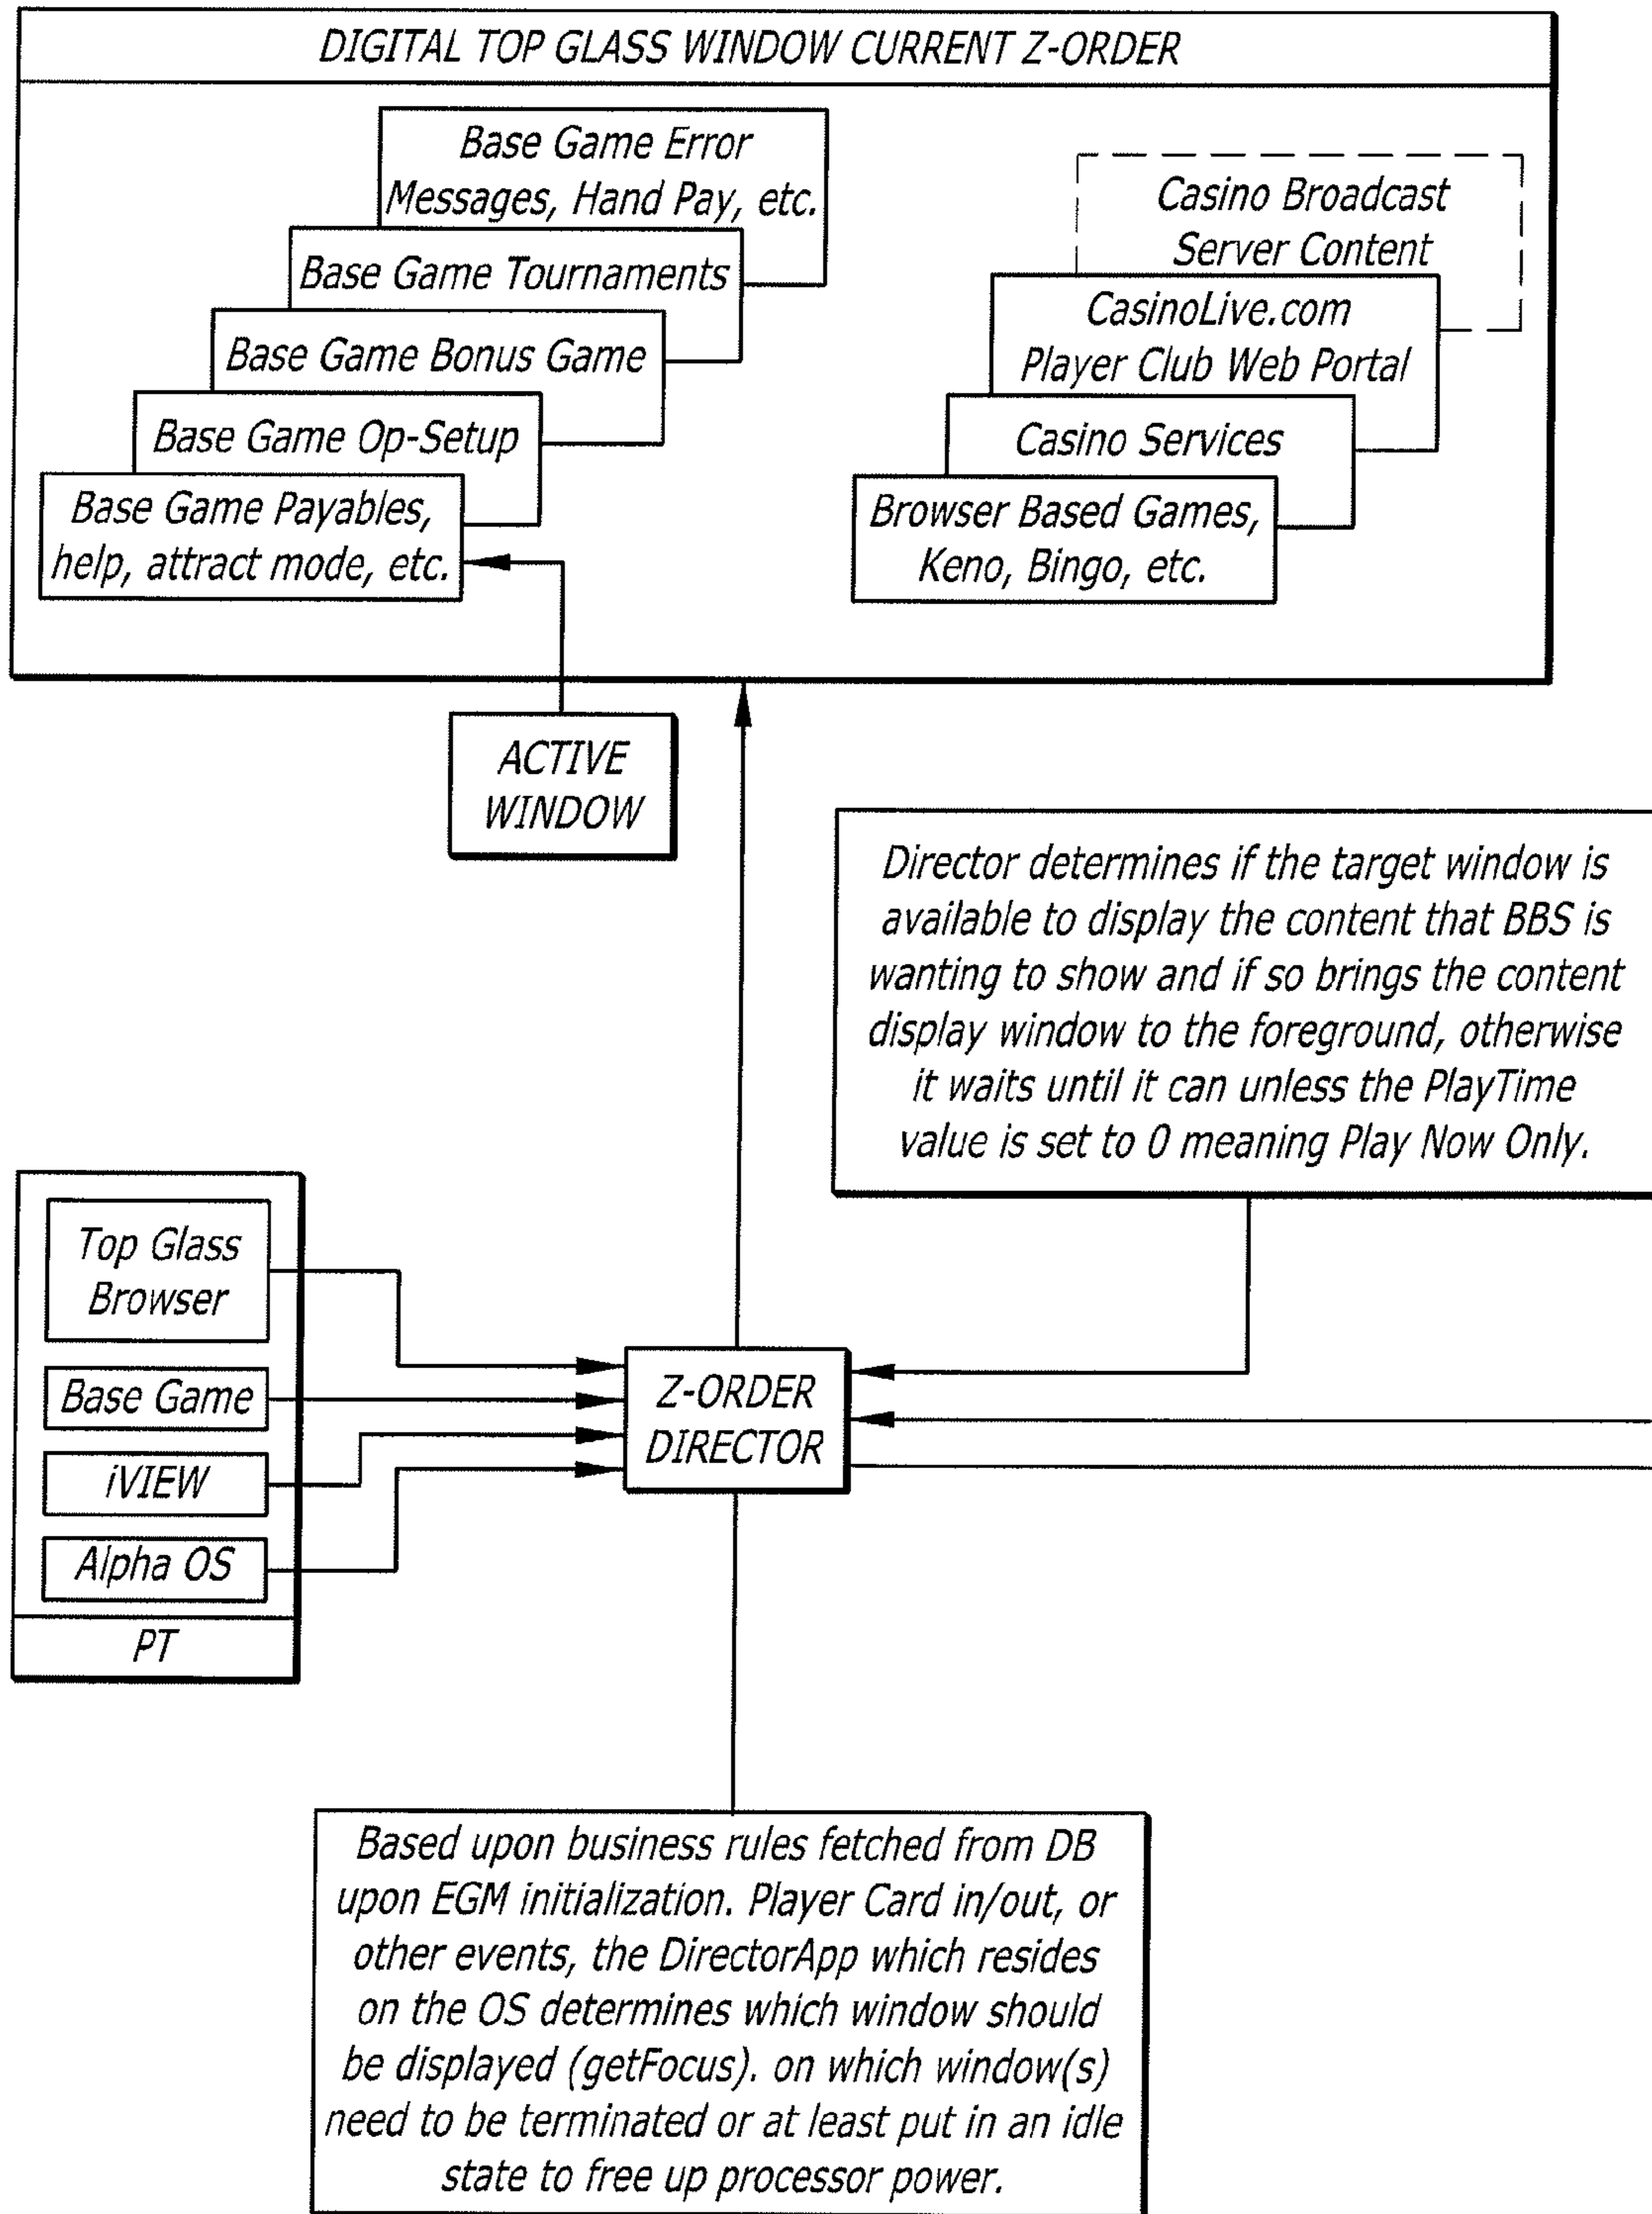 DIGITAL TOP GLASS WINDOW CURRENT Z-ORDER
Base Game Error
Messages, Hand Pay, etc.
Base Game Tournaments
Base Game Bonus Game
Base Game Op-Setup
Base Game Payables,
help, attract mode, etc.
Casino Broadcast
Server Content
CasinoLive.com
Player Club Web Portal
Casino Services
Browser Based Games,
Keno, Bingo, etc.
ACTIVE
WINDOW
Director determines if the target window is
available to display the content that BBS is
wanting to show and if so brings the content
display window to the foreground, otherwise
it waits until it can unless the PlayTime
value is set to 0 meaning Play Now Only.
Top Glass
Browser
Base Game
iVIEW
Alpha OS
PT
Z-ORDER
DIRECTOR
Based upon business rules fetched from DB
upon EGM initialization. Player Card in/out, or
other events, the DirectorApp which resides
on the OS determines which window should
be displayed (getFocus). on which window(s)
need to be terminated or at least put in an idle
state to free up processor power.